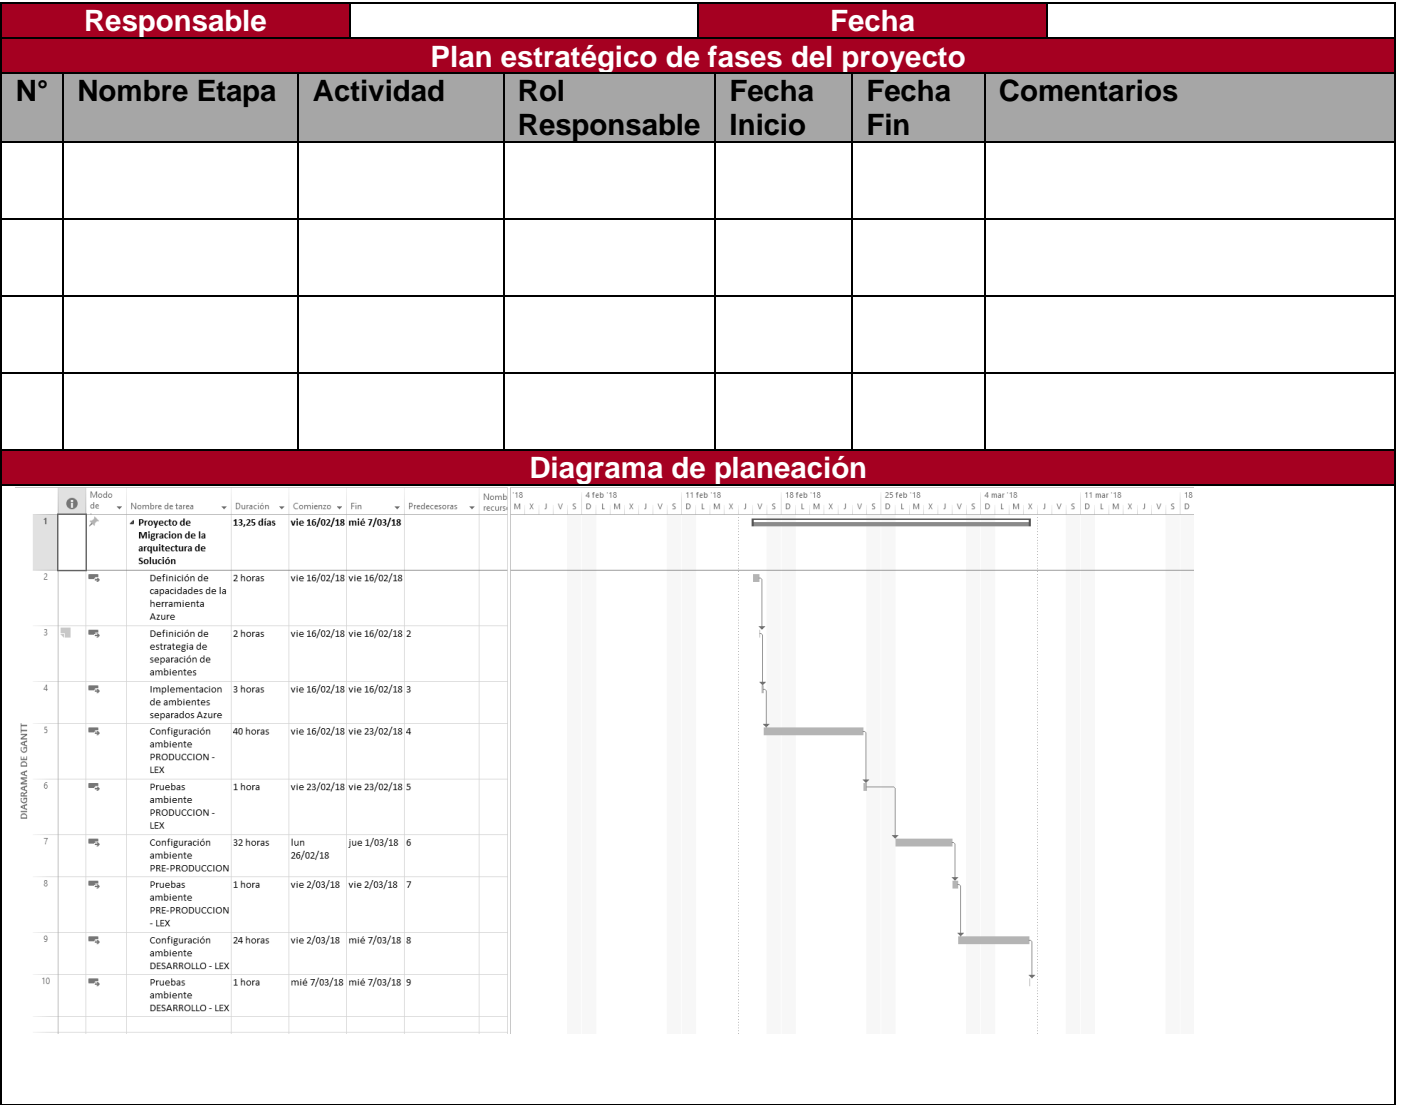 Responsable Fecha
Plan estratégico de fases del proyecto
N° Nombre Etapa Actividad Rol Responsable Fecha Inicio Fecha Fin Comentarios
Diagrama de planeación
Modo de Nombre de tarea Duración Comienzo Fin Predecesoras Nomb recurs
'18 4 feb '18 11 feb '18 18 feb '18 25 feb '18 4 mar '18 11 mar '18 18
M X J V S D L M X J V S D L M X J V S D L M X J V S D L M X J V S D L M X J V S D L M X J V S D
DIAGRAMA DE GANTT
1 Proyecto de 13,25 días vie 16/02/18 mié 7/03/18
Migracion de la
arquitectura de
Solución
2 Definición de 2 horas vie 16/02/18 vie 16/02/18
capacidades de la
herramienta
Azure
3 Definición de 2 horas vie 16/02/18 vie 16/02/18 2
estrategia de
separación de
ambientes
4 Implementacion 3 horas vie 16/02/18 vie 16/02/18 3
de ambientes
separados Azure
5 Configuración 40 horas vie 16/02/18 vie 23/02/18 4
ambiente
PRODUCCION -
LEX
6 Pruebas 1 hora vie 23/02/18 vie 23/02/18 5
ambiente
PRODUCCION -
LEX
7 Configuración 32 horas lun jue 1/03/18 6
ambiente 26/02/18
PRE-PRODUCCION
8 Pruebas 1 hora vie 2/03/18 vie 2/03/18 7
ambiente
PRE-PRODUCCION
- LEX
9 Configuración 24 horas vie 2/03/18 mié 7/03/18 8
ambiente
DESARROLLO - LEX
10 Pruebas 1 hora mié 7/03/18 mié 7/03/18 9
ambiente
DESARROLLO - LEX